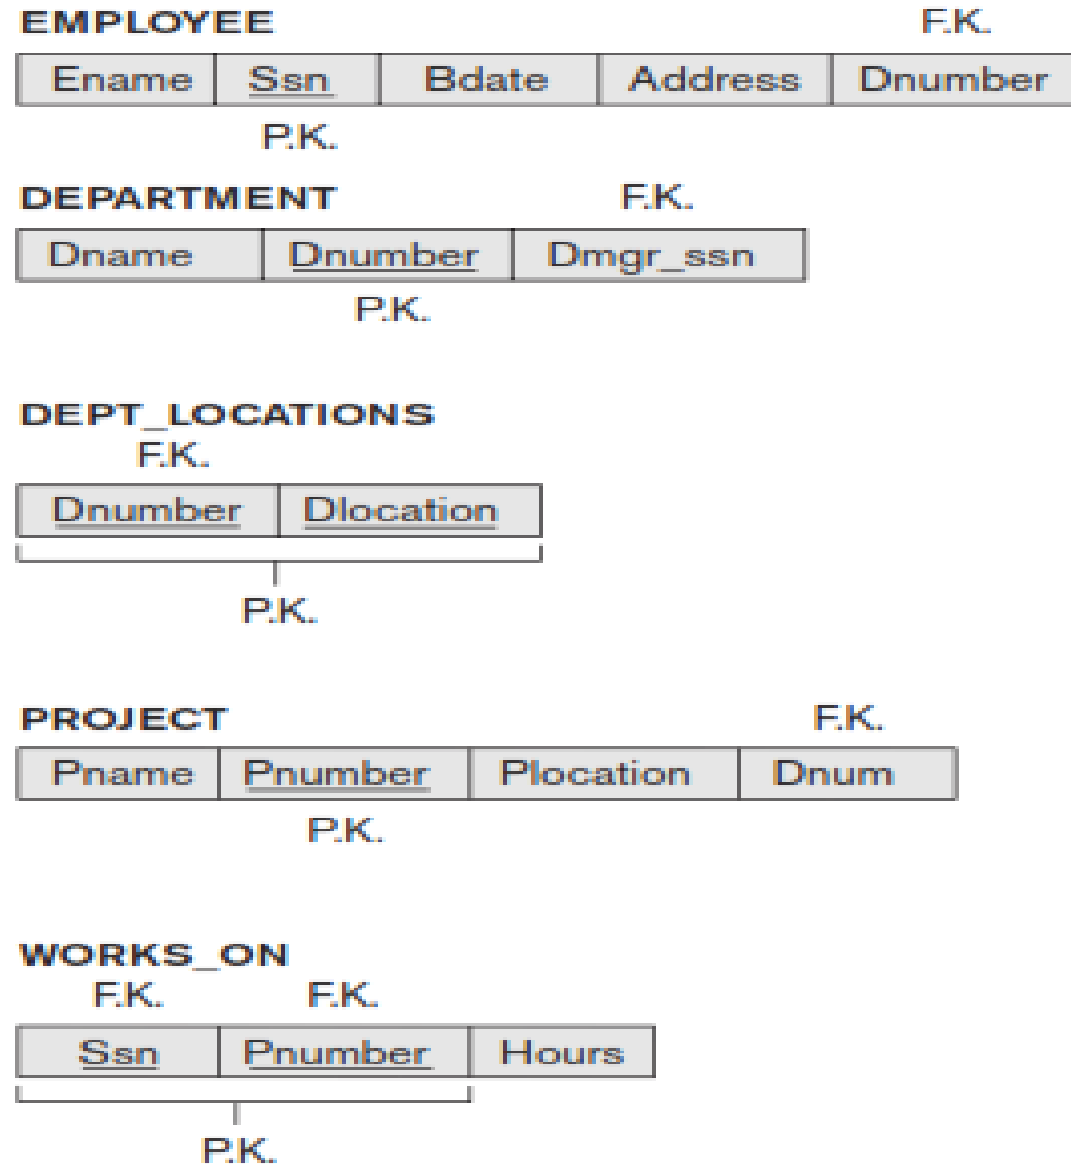 EMPLOYEE F.K.
Ename Ssn Bdate Address Dnumber
P.K.
DEPARTMENT F.K.
Dname Dnumber Dmgr_ssn
P.K.
DEPT_LOCATIONS
F.K.
Dnumber Dlocation
P.K.
PROJECT F.K.
Pname Pnumber Plocation Dnum
P.K.
WORKS_ON
F.K. F.K.
Ssn Pnumber Hours
P.K.